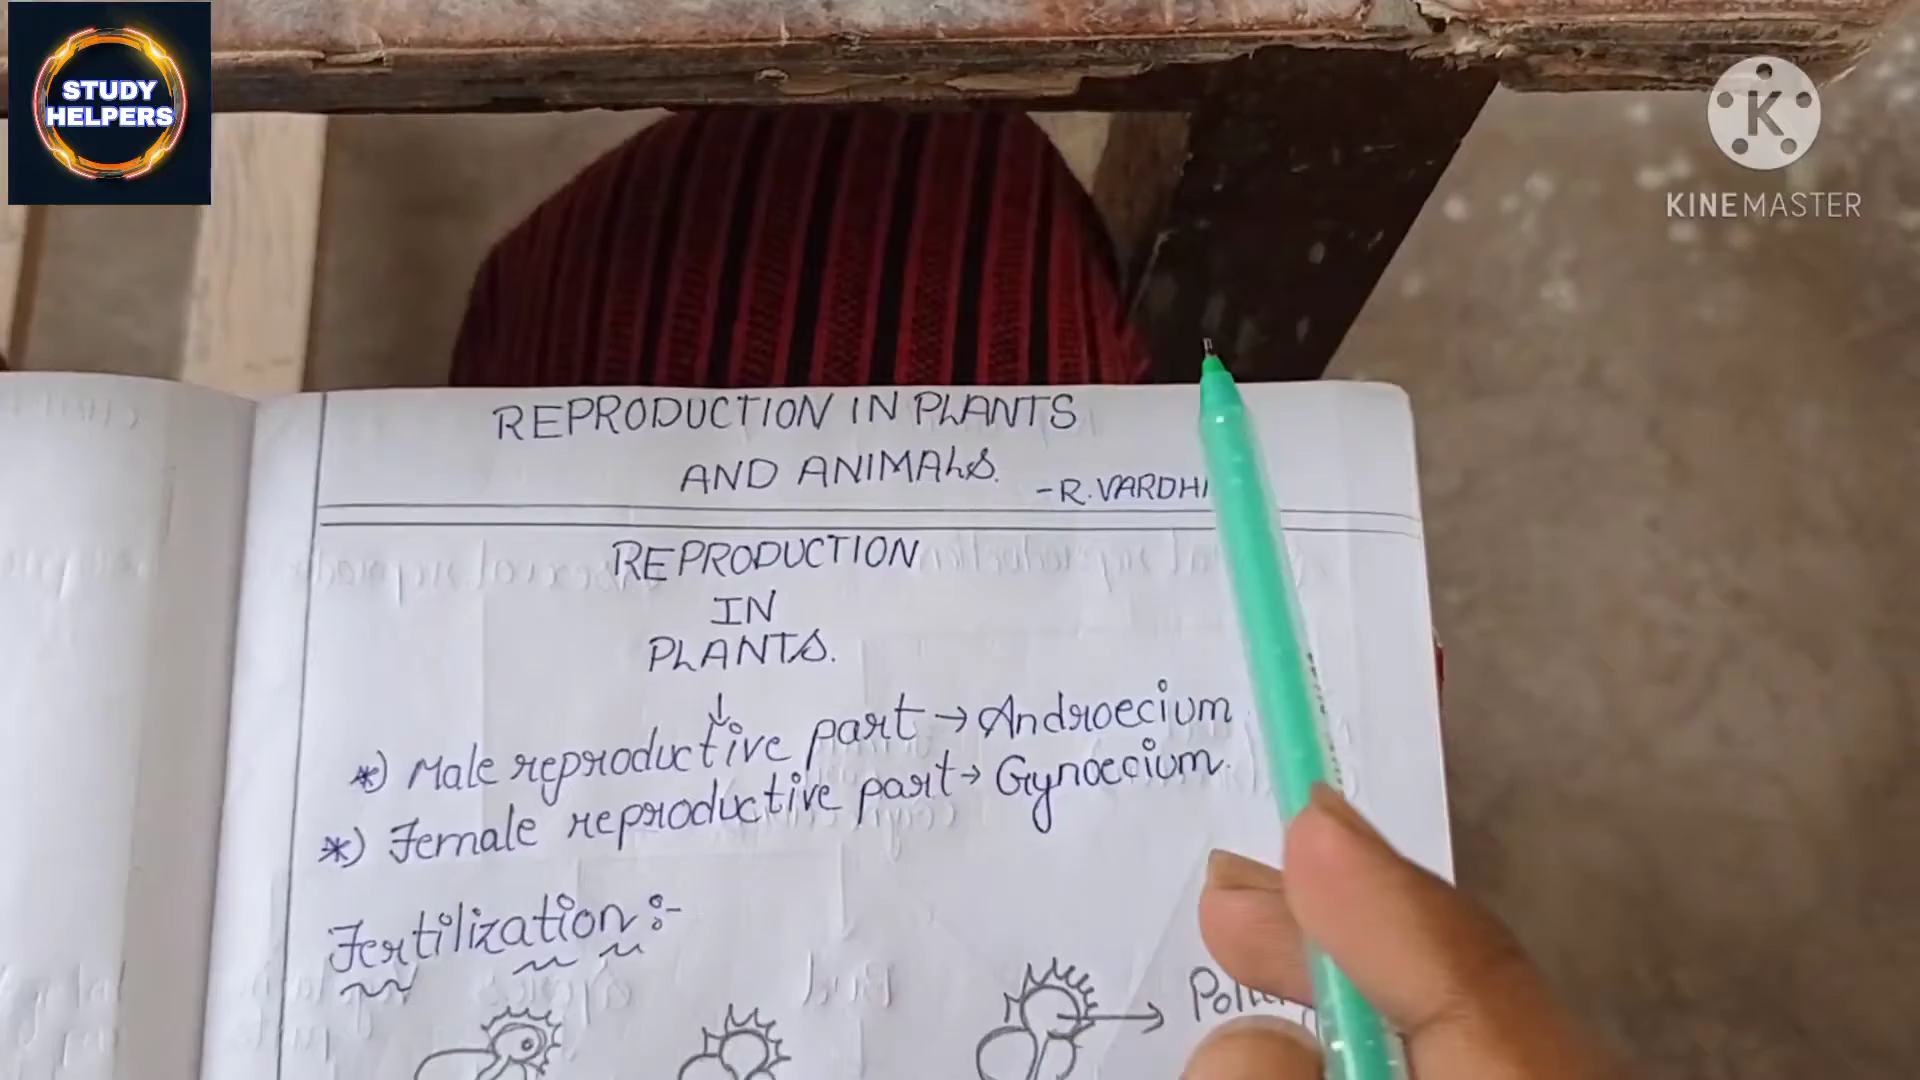 STUDY
HELPERS
K
KINEMASTER
REPRODUCTION IN PLANTS
AND ANIMALS.
-R.VARDHI
REPRODUCTION
IN
PLANTS.
↓
*) Male reproductive part → Androecium
*) Female reproductive part → Gynoecium.
Fertilization :-